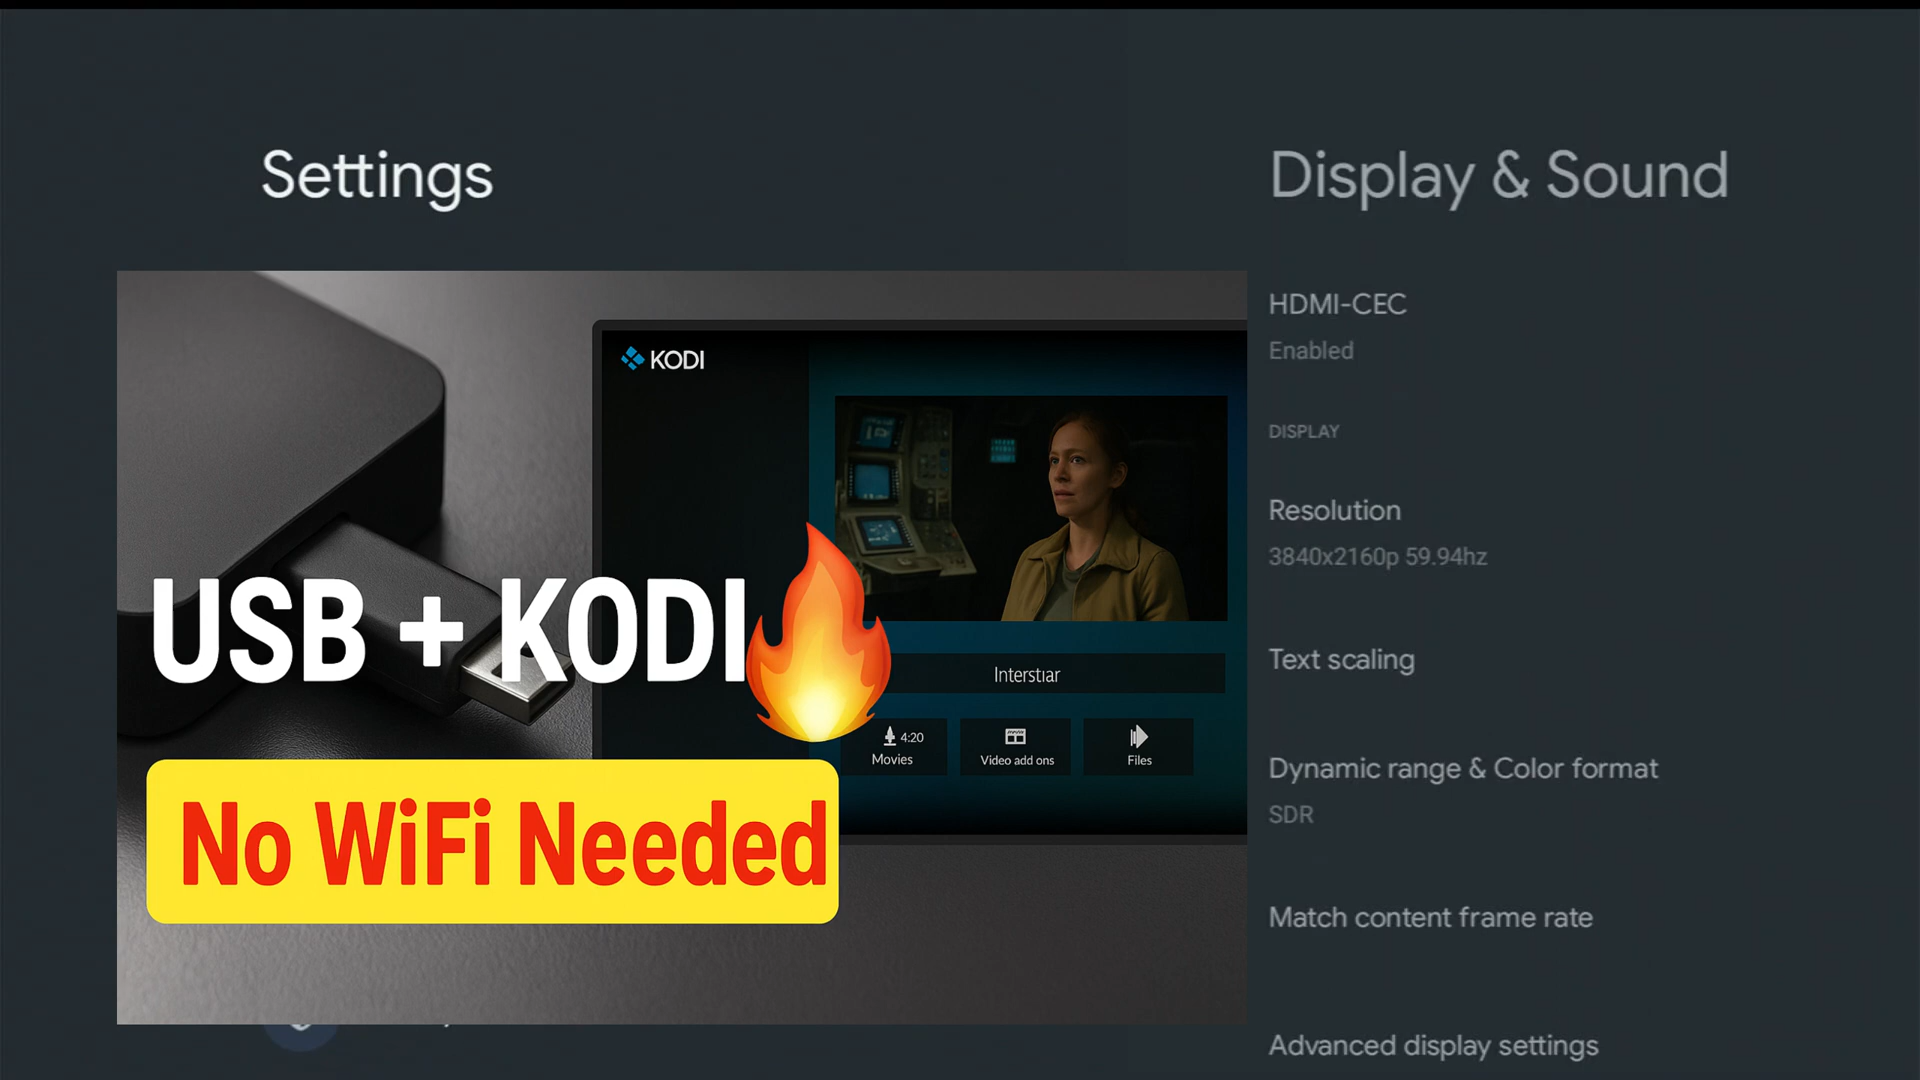 Settings
Display & Sound
HDMI-CEC
Enabled
DISPLAY
Resolution
3840x2160p 59.94hz
Text scaling
Dynamic range & Color format
SDR
Match content frame rate
Advanced display settings
KODI
USB + KODI
No WiFi Needed
Interstıar
4:20
Movies
Video add ons
Files